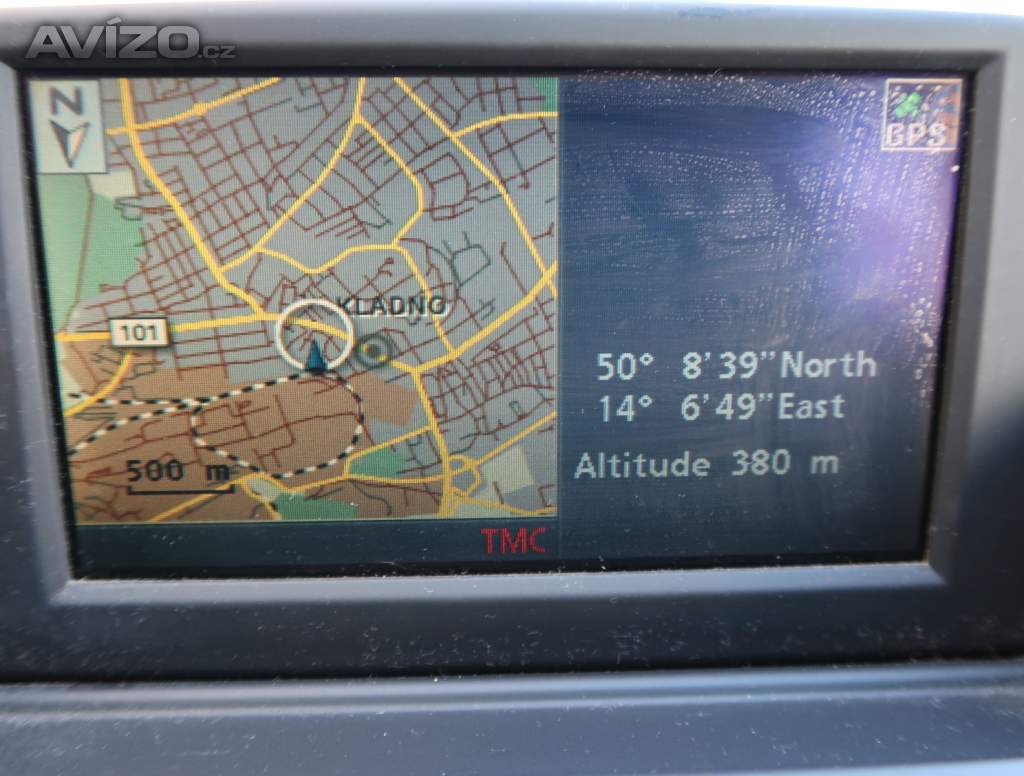 AVÍZO.cz
N
GPS
KLADNO
101
50° 8'39"North
14° 6'49"East
Altitude 380 m
500 m
TMC